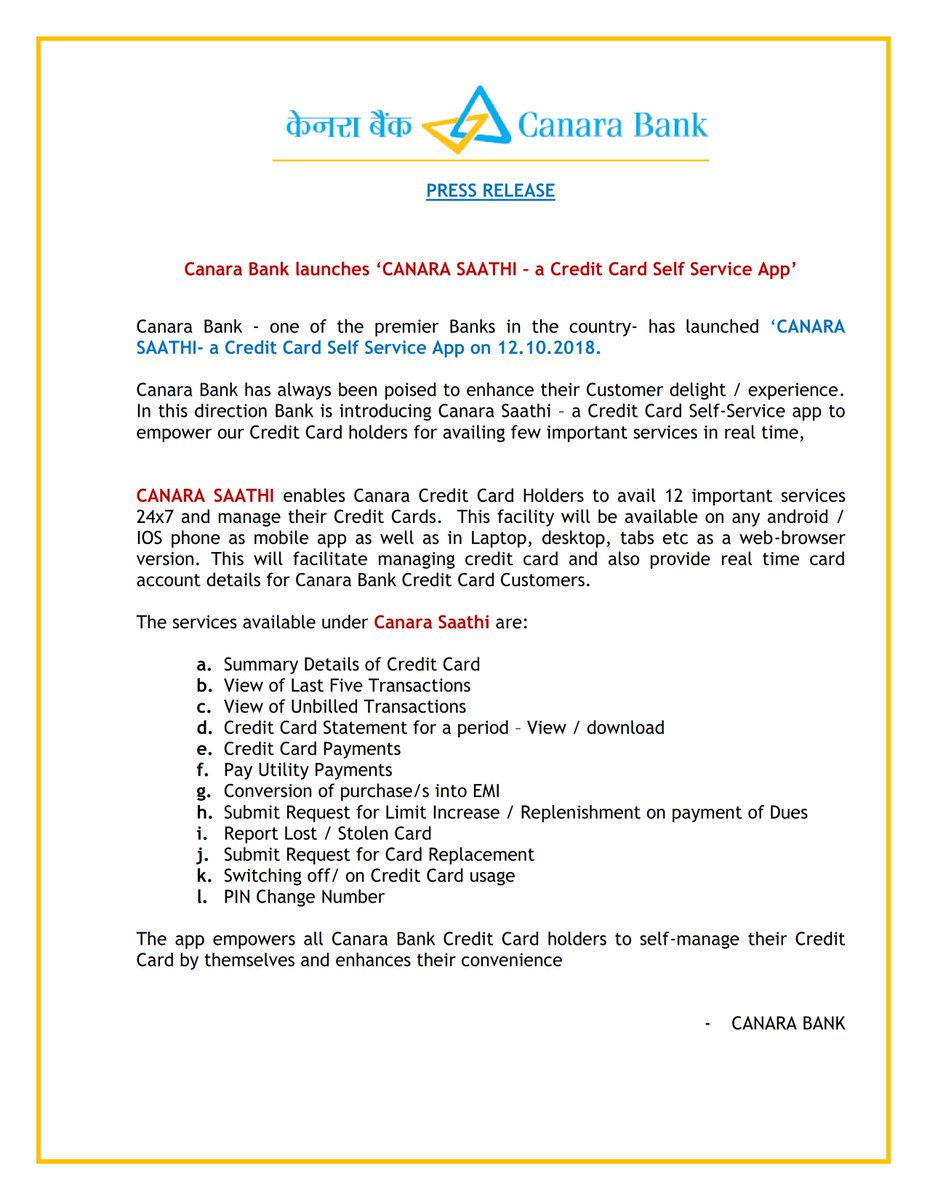 केनरा बैंक Canara Bank
PRESS RELEASE
Canara Bank launches ‘CANARA SAATHI – a Credit Card Self Service App’
Canara Bank - one of the premier Banks in the country- has launched ‘CANARA
SAATHI- a Credit Card Self Service App on 12.10.2018.
Canara Bank has always been poised to enhance their Customer delight / experience.
In this direction Bank is introducing Canara Saathi – a Credit Card Self-Service app to
empower our Credit Card holders for availing few important services in real time,
CANARA SAATHI enables Canara Credit Card Holders to avail 12 important services
24x7 and manage their Credit Cards. This facility will be available on any android /
IOS phone as mobile app as well as in Laptop, desktop, tabs etc as a web-browser
version. This will facilitate managing credit card and also provide real time card
account details for Canara Bank Credit Card Customers.
The services available under Canara Saathi are:
a. Summary Details of Credit Card
b. View of Last Five Transactions
c. View of Unbilled Transactions
d. Credit Card Statement for a period – View / download
e. Credit Card Payments
f. Pay Utility Payments
g. Conversion of purchase/s into EMI
h. Submit Request for Limit Increase / Replenishment on payment of Dues
i. Report Lost / Stolen Card
j. Submit Request for Card Replacement
k. Switching off/ on Credit Card usage
l. PIN Change Number
The app empowers all Canara Bank Credit Card holders to self-manage their Credit
Card by themselves and enhances their convenience
- CANARA BANK